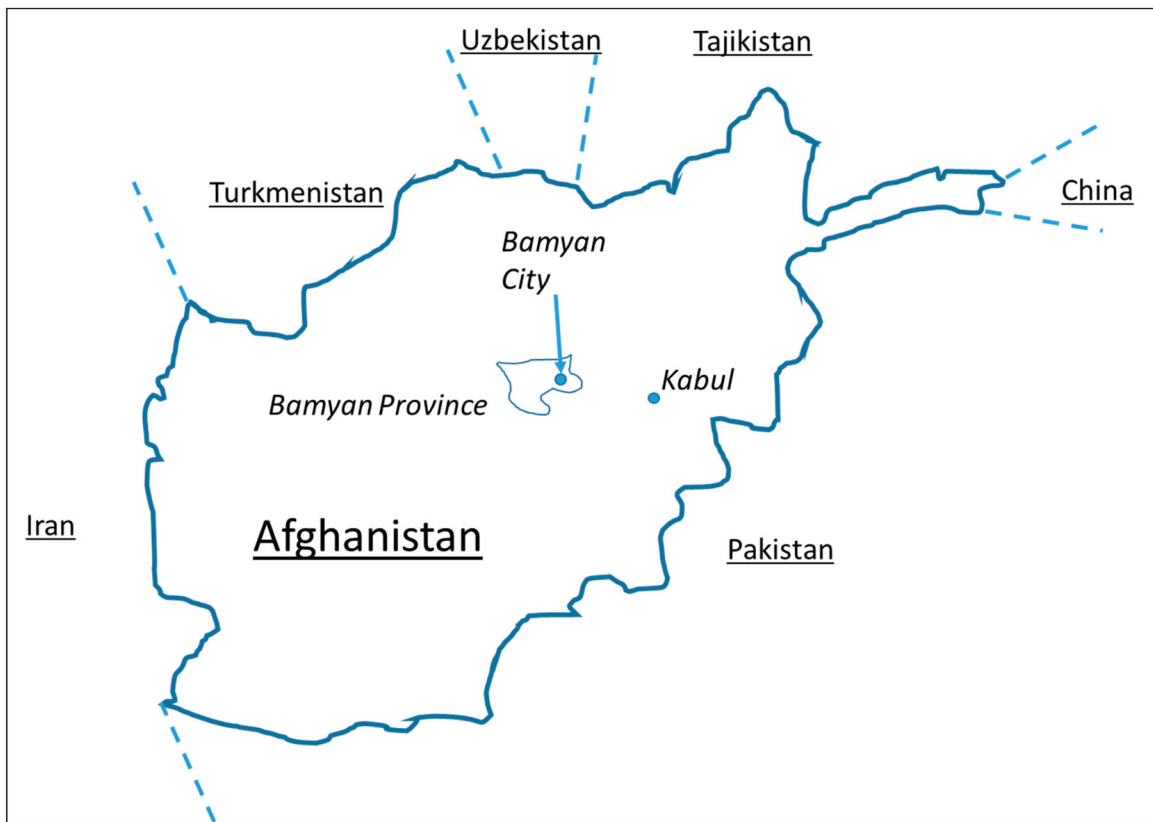 Uzbekistan
Tajikistan
Turkmenistan
China
Bamyan
City
Kabul
Bamyan Province
Iran
Afghanistan
Pakistan